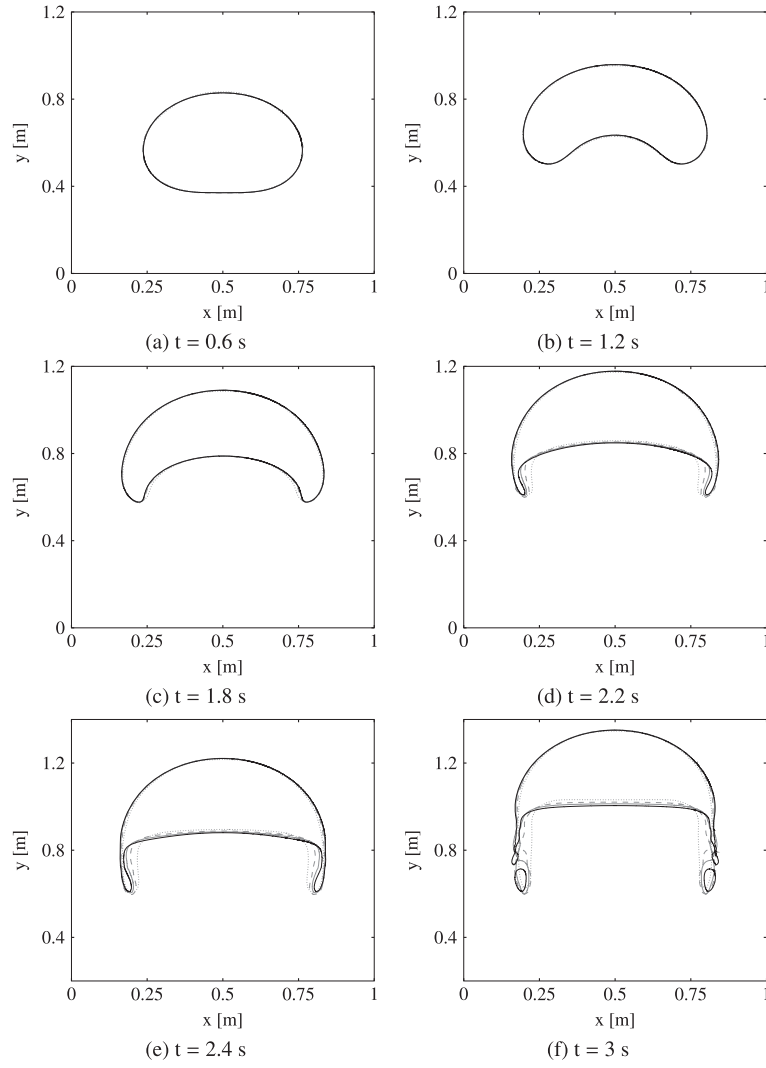 1.2 1.2
0.8 0.8
y [m] y [m]
0.4 0.4
0 0
0 0.25 0.5 0.75 1 0 0.25 0.5 0.75 1
x [m] x [m]
(a) t = 0.6 s (b) t = 1.2 s
1.2 1.2
0.8 0.8
y [m] y [m]
0.4 0.4
0 0
0 0.25 0.5 0.75 1 0 0.25 0.5 0.75 1
x [m] x [m]
(c) t = 1.8 s (d) t = 2.2 s
1.2 1.2
0.8 0.8
y [m] y [m]
0.4 0.4
0 0.25 0.5 0.75 1 0 0.25 0.5 0.75 1
x [m] x [m]
(e) t = 2.4 s (f) t = 3 s